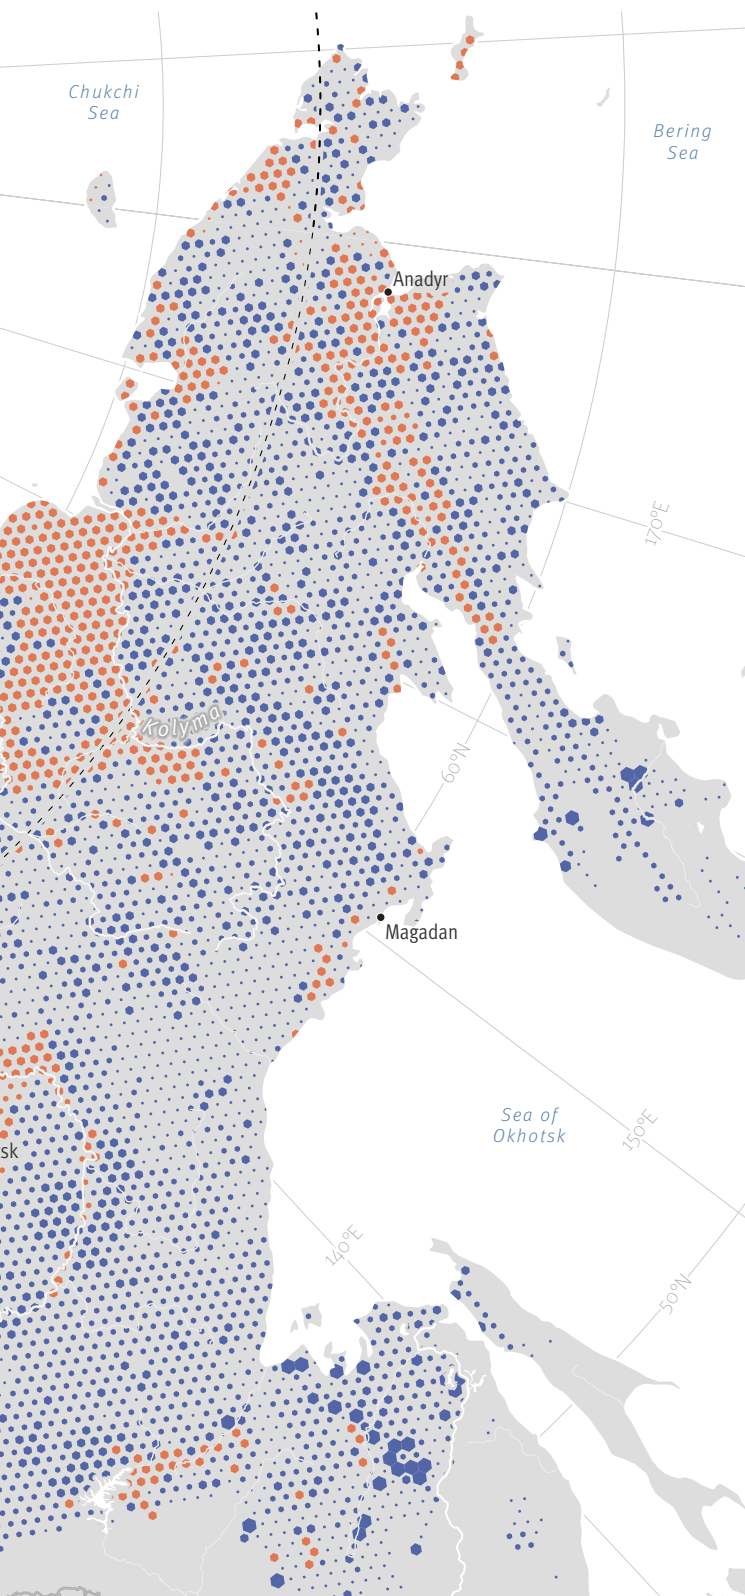 Chukchi
Sea
Bering
Sea
Anadyr
170°E
Kolyma
60°N
Magadan
Sea of
Okhotsk
150°E
sk
140°E
50°N